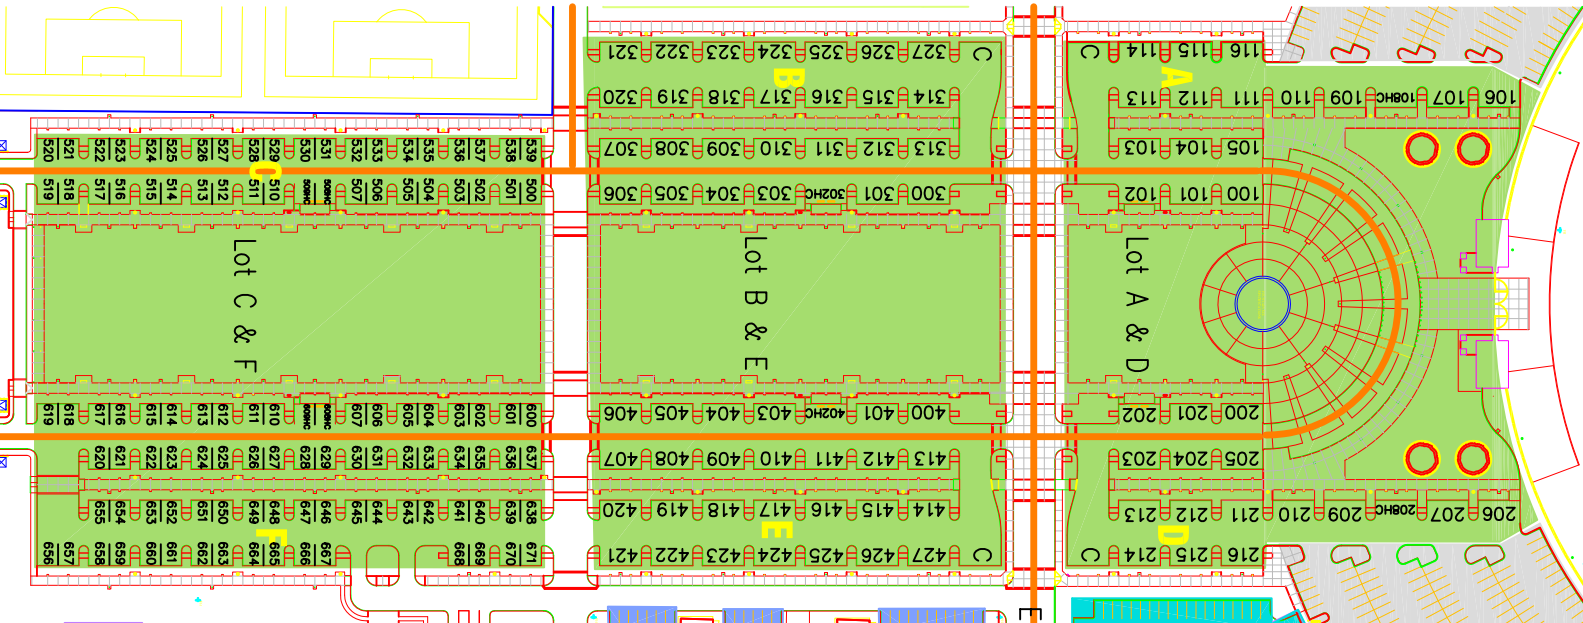 321 322 323 324 325 326 327 C C 114 115 116
B A
320 319 318 317 316 315 314 113 112 111 110 109 108HC 107 106
520 521 522 523 524 525 526 527 528 529 530 531 532 533 534 535 536 537 538 539 307 308 309 310 311 312 313 103 104 105
C
519 518 517 516 515 514 513 512 511 510 507 506 505 504 503 502 501 500 306 305 304 303 302HC 301 300 102 101 100
Lot C & F
Lot B & E
Lot A & D
619 618 617 616 615 614 613 612 611 610 607 606 605 604 603 602 601 600 406 405 404 403 402HC 401 400 202 201 200
620 621 622 623 624 625 626 627 628 629 630 631 632 633 634 635 636 637 407 408 409 410 411 412 413 203 204 205
655 654 653 652 651 650 649 648 647 646 645 644 643 642 641 640 639 638 420 419 418 417 416 415 414 213 212 211 210 209 208HC 207 206
F E D
656 657 658 659 660 661 662 663 664 665 666 667 668 669 670 671 421 422 423 424 425 426 427 C C 214 215 216
E